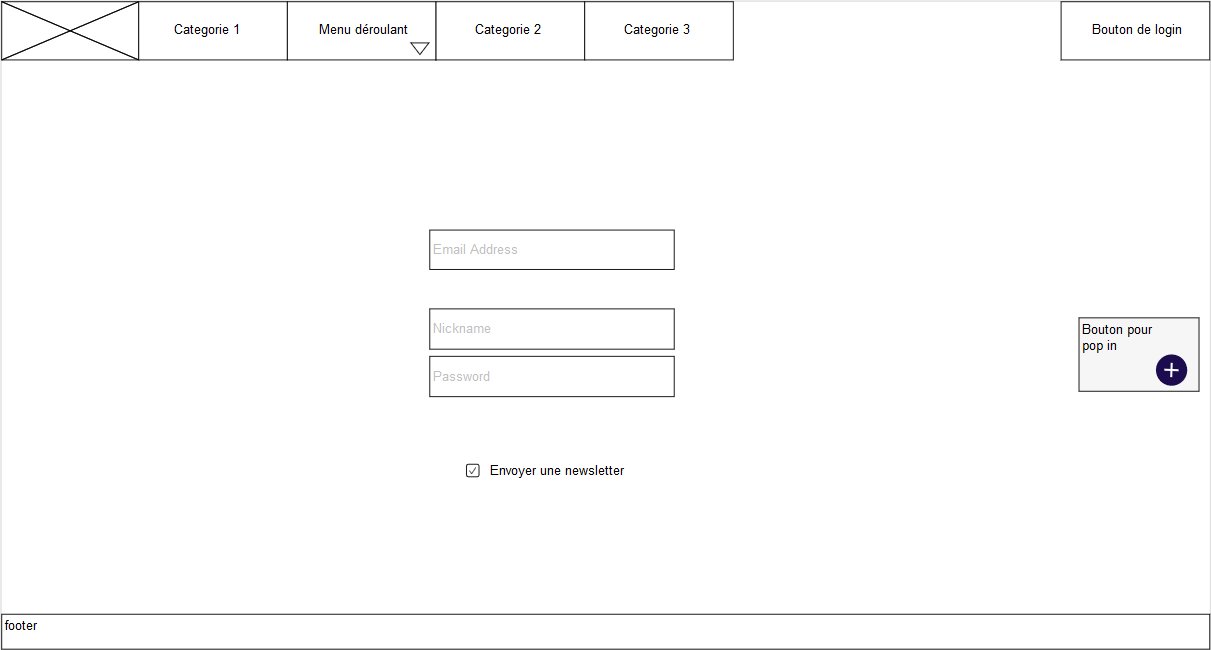 Categorie 1
Menu déroulant
Categorie 2
Categorie 3
Bouton de login
Email Address
Nickname
Password
Bouton pour
pop in
Envoyer une newsletter
footer